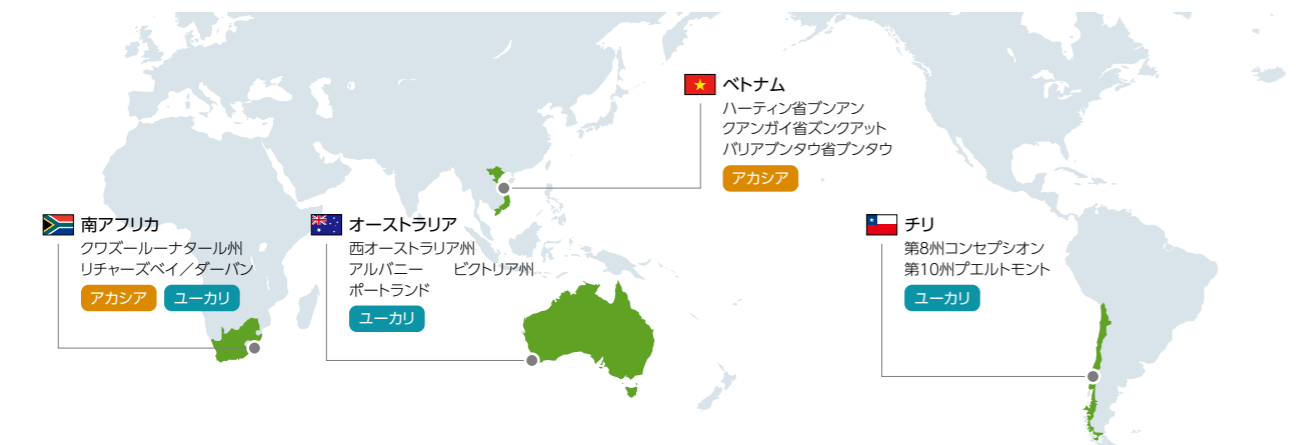 ベトナム
ハーティン省ブンアン
クアンガイ省ズンクアット
バリアブンタウ省ブンタウ
アカシア
南アフリカ
クワズールーナタール州
リチャーズベイ／ダーバン
アカシア ユーカリ
オーストラリア
西オーストラリア州
アルバニー ビクトリア州
ポートランド
ユーカリ
チリ
第8州コンセプシオン
第10州プエルトモント
ユーカリ